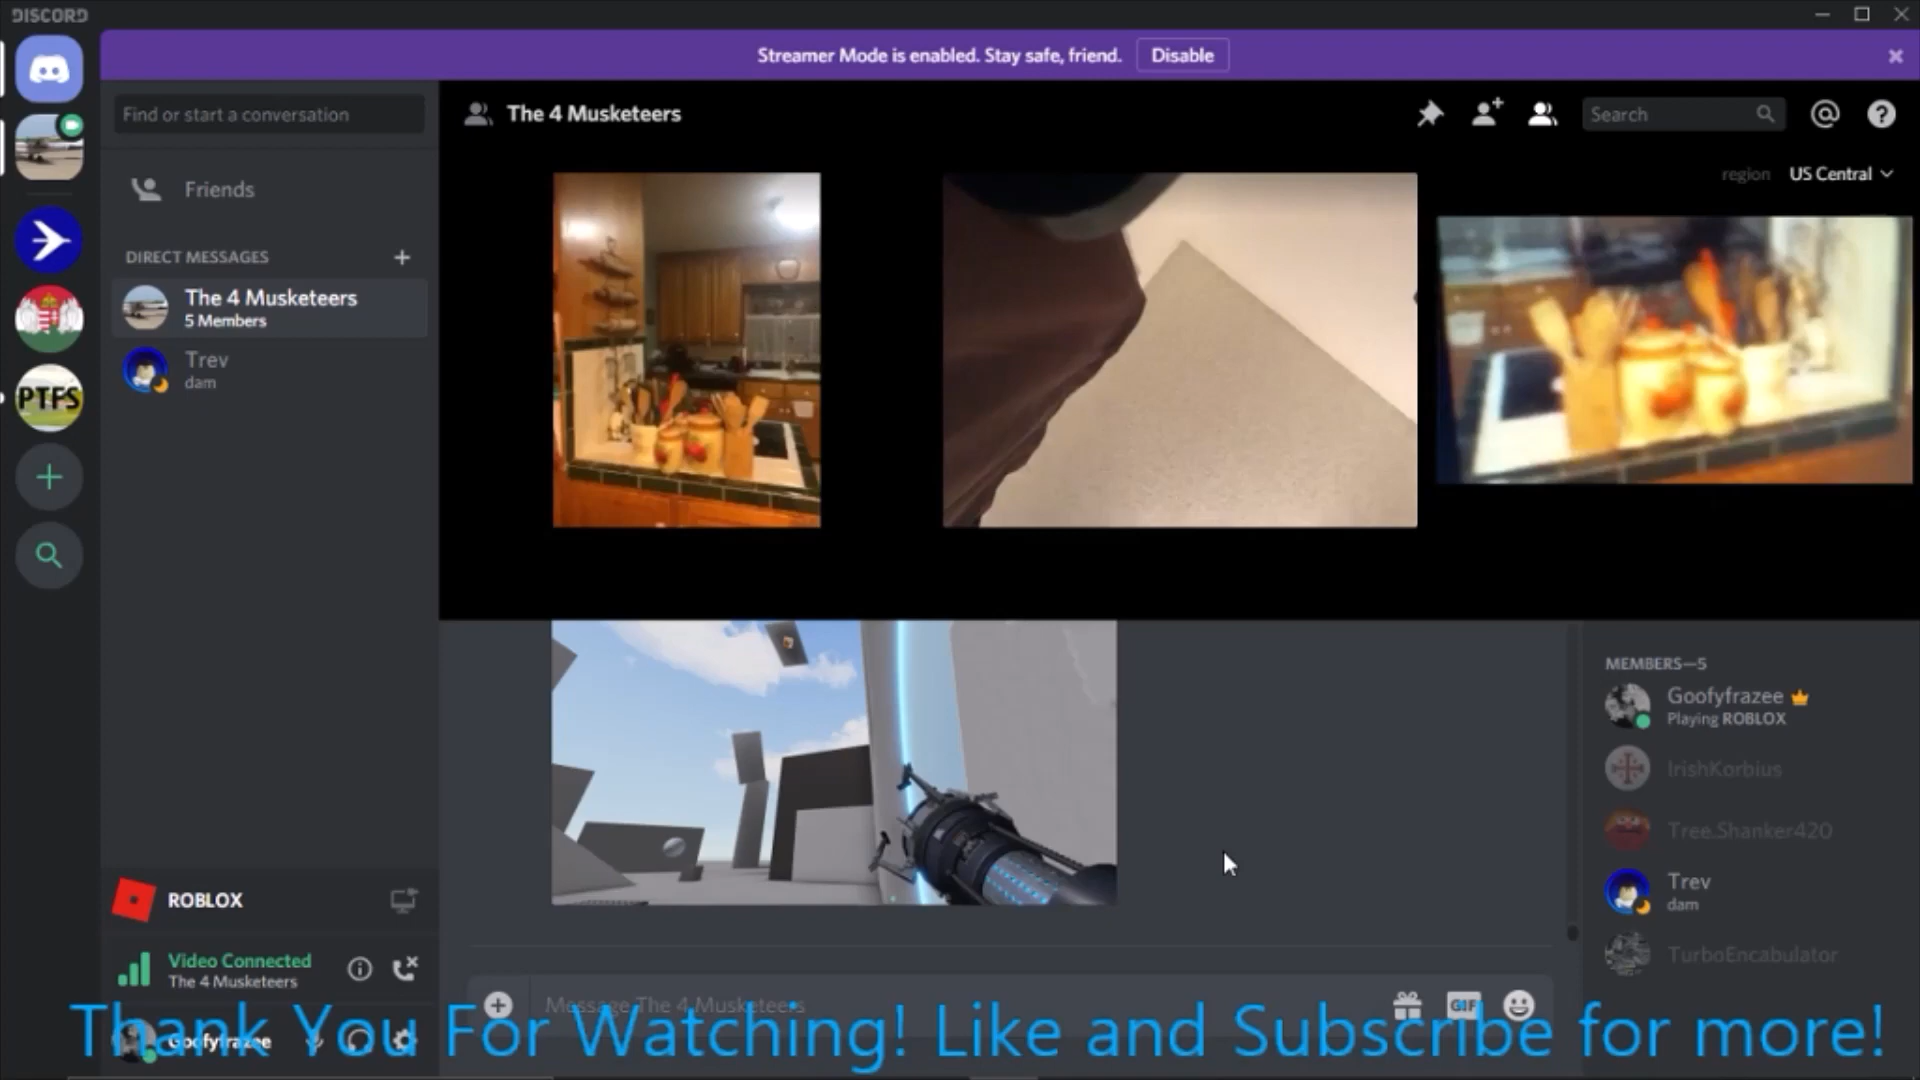 DISCORD
Streamer Mode is enabled. Stay safe, friend. Disable
Find or start a conversation
The 4 Musketeers
Search
region US Central
Friends
DIRECT MESSAGES
The 4 Musketeers
5 Members
Trev
dam
PTFS
MEMBERS—5
Goofyfrazee
Playing ROBLOX
IrishKorbius
Tree.Shanker420
Trev
dam
TurboEncabulator
ROBLOX
Video Connected
The 4 Musketeers
Message The 4 Musketeers
GIF
Goofyfrazee
Thank You For Watching! Like and Subscribe for more!